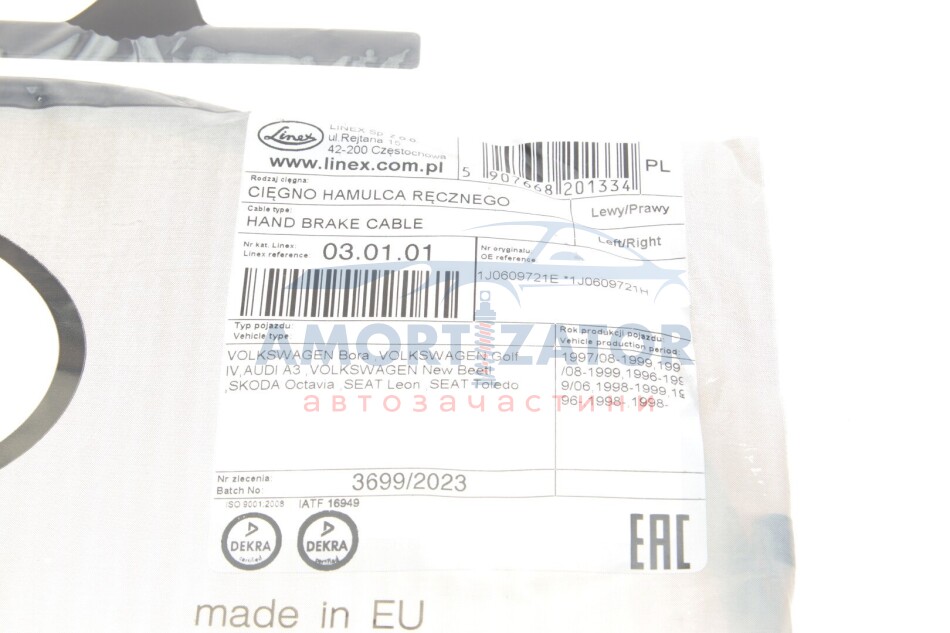 Linex
LINEX Sp. z o.o.
ul Rejtana 15
42-200 Częstochowa
www.linex.com.pl
5 907668 201334
PL
Rodzaj cięgna:
CIĘGNO HAMULCA RĘCZNEGO
Lewy/Prawy
Cable type:
HAND BRAKE CABLE
Left/Right
Nr kat. Linex:
Linex reference
03.01.01
Nr oryginału:
OE reference
1J0609721E *1J0609721H
Typ pojazdu
Vehicle type
Rok produkcji pojazdu:
Vehicle production period
VOLKSWAGEN Bora ,VOLKSWAGEN Golf
IV,AUDI A3 ,VOLKSWAGEN New Beetl
,SKODA Octavia ,SEAT Leon ,SEAT Toledo
1997/08-1999,199
/08-1999,1996-199
9/06 1998-1999,19
96- 1998- 1998-
AMORTIZATOR
автозачастини
Nr zlecenia:
Batch No:
3699/2023
ISO 9001:2008
IATF 16949
DEKRA
certified
DEKRA
certified
EAC
made in EU